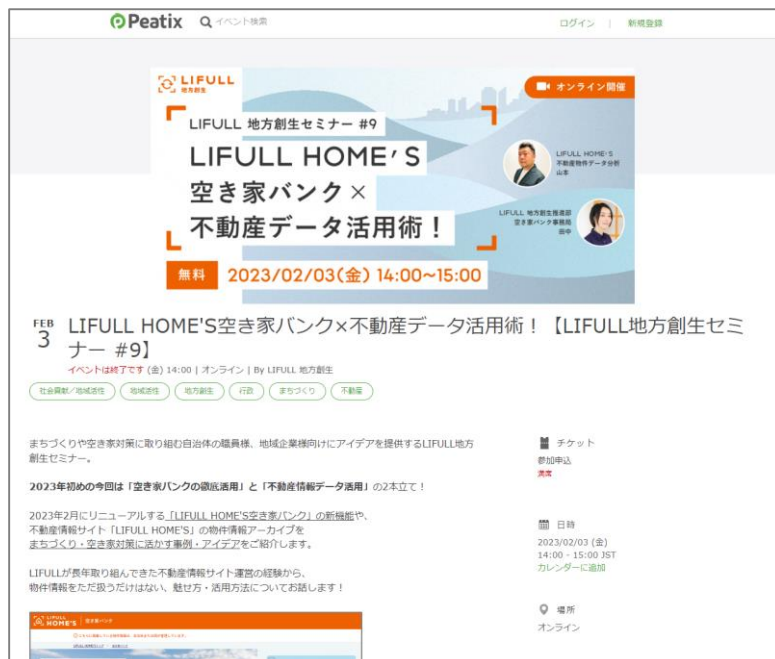 Peatix
イベント検索
ログイン | 新規登録
LIFULL
地方創生
オンライン開催
LIFULL 地方創生セミナー #9
LIFULL HOME'S
空き家バンク×
不動産データ活用術！
LIFULL HOME'S
不動産物件データ分析
山本
LIFULL 地方創生推進部
空き家バンク事務局
田中
無料 2023/02/03(金) 14:00~15:00
FEB
3
LIFULL HOME'S空き家バンク×不動産データ活用術！【LIFULL地方創生セミ
ナー #9】
イベントは終了です (金) 14:00 | オンライン | By LIFULL 地方創生
社会貢献／地域活性 地域活性 地方創生 行政 まちづくり 不動産
まちづくりや空き家対策に取り組む自治体の職員様、地域企業様向けにアイデアを提供するLIFULL地方
創生セミナー。
2023年初めの今回は「空き家バンクの徹底活用」と「不動産情報データ活用」の2本立て！
2023年2月にリニューアルする「LIFULL HOME'S空き家バンク」の新機能や、
不動産情報サイト「LIFULL HOME'S」の物件情報アーカイブを
まちづくり・空き家対策に活かす事例・アイデアをご紹介します。
LIFULLが長年取り組んできた不動産情報サイト運営の経験から、
物件情報をただ扱うだけはない、魅せ方・活用方法についてお話します！
チケット
参加申込
満席
日時
2023/02/03 (金)
14:00 - 15:00 JST
カレンダーに追加
場所
オンライン
LIFULL
HOME'S
空き家バンク